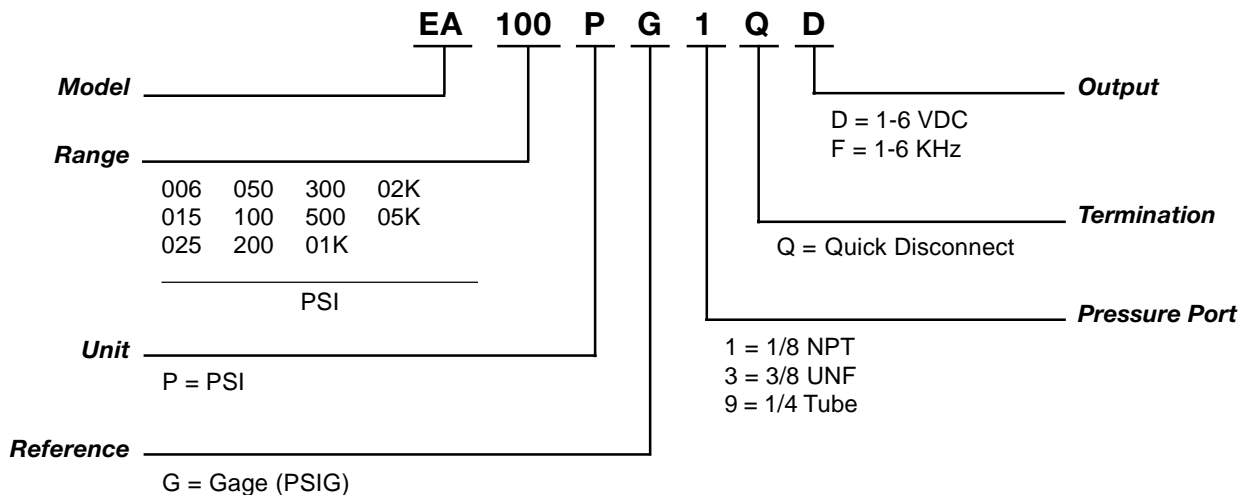 EA 100 P G 1 Q D
Model
Output
D = 1-6 VDC
F = 1-6 KHz
Range
006 050 300 02K
015 100 500 05K
025 200 01K
PSI
Termination
Q = Quick Disconnect
Pressure Port
1 = 1/8 NPT
3 = 3/8 UNF
9 = 1/4 Tube
Unit
P = PSI
Reference
G = Gage (PSIG)